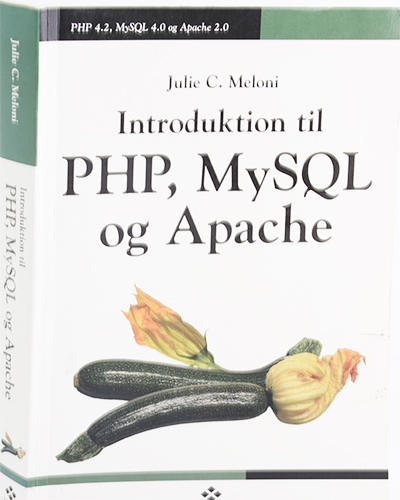 PHP 4.2, MySQL 4.0 og Apache 2.0
Julie C. Meloni
Introduktion til
PHP, MySQL
og Apache
Julie C. Meloni
Introduktion til
PHP, MySQL og Apache